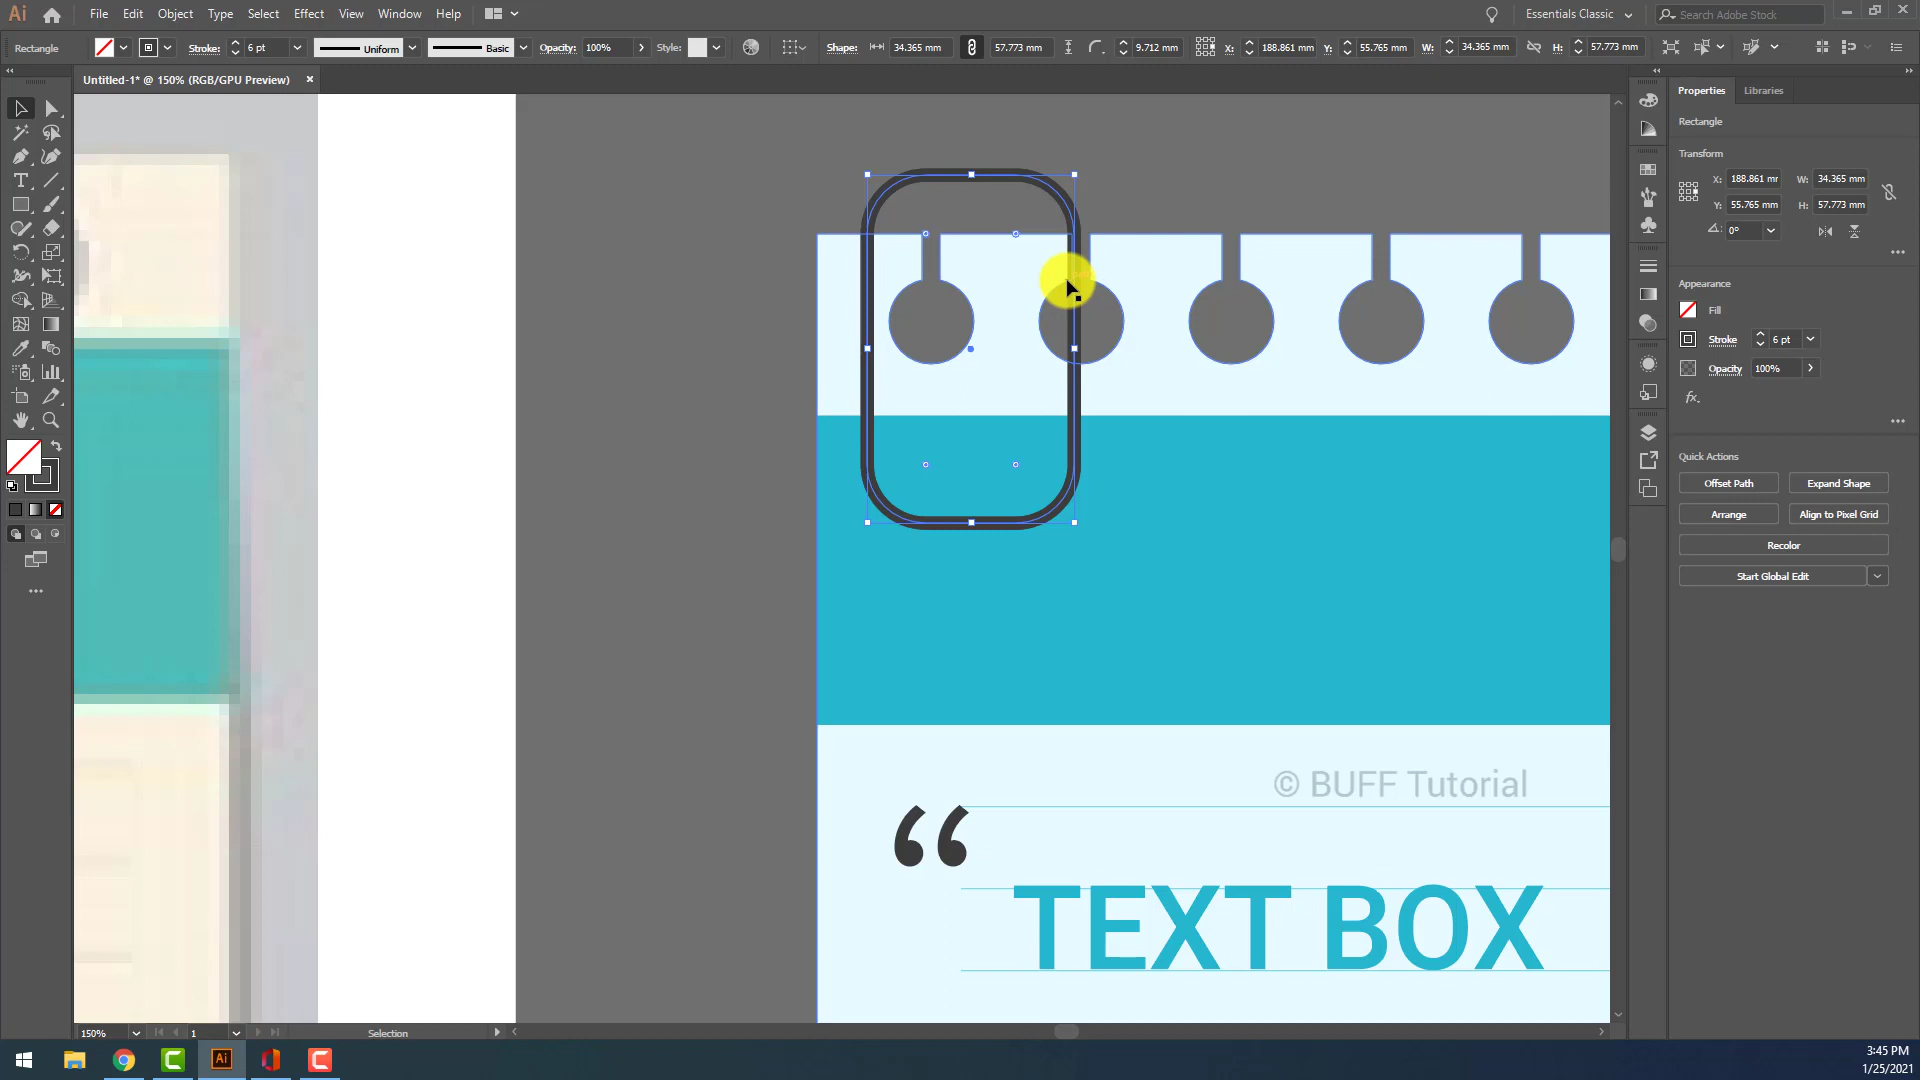 Ai
File Edit Object Type Select Effect View Window Help
Essentials Classic
Search Adobe Stock
Rectangle
Stroke: 6 pt
Uniform
Basic
Opacity: 100%
Style:
Shape: 34.365 mm 57.773 mm 9.712 mm
X: 188.861 mm Y: 55.765 mm W: 34.365 mm H: 57.773 mm
Untitled-1* @ 150% (RGB/GPU Preview)
Properties Libraries
Rectangle
Transform
X: 188.861 mr W: 34.365 mm
Y: 55.765 mm H: 57.773 mm
0°
Appearance
Fill
Stroke 6 pt
Opacity 100%
fx.
Quick Actions
Offset Path Expand Shape
Arrange Align to Pixel Grid
Recolor
Start Global Edit
© BUFF Tutorial
“
TEXT BOX
150% 1 Selection
Ai
3:45 PM
1/25/2021